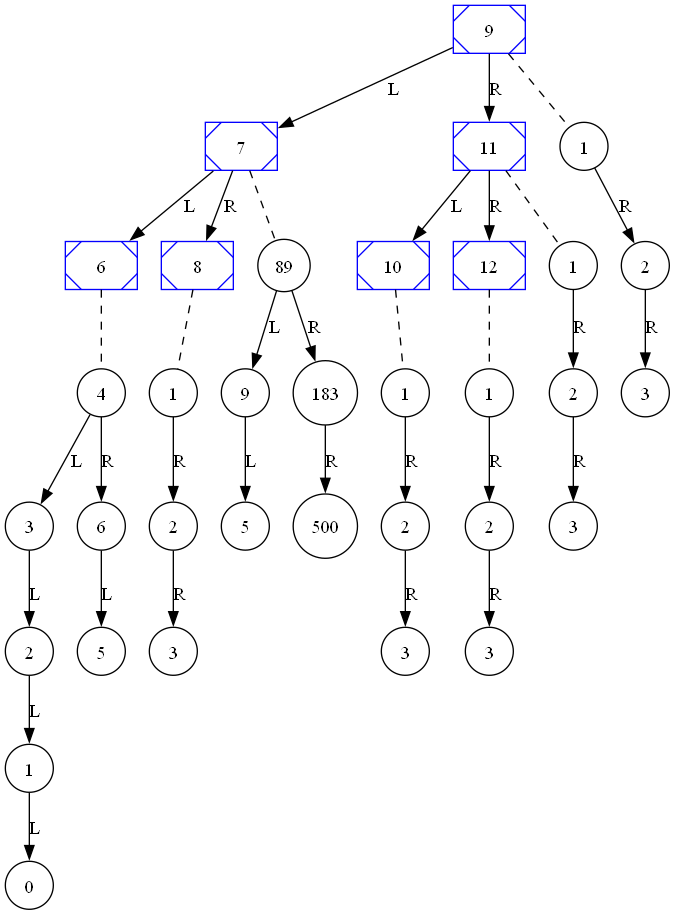 9
L R
7 11 1
L R L R R
6 8 89 10 12 1 2
L R R R
4 1 9 183 1 1 2 3
L R R L R R R R
3 6 2 5 500 2 2 3
L L R R R
2 5 3 3 3
L
1
L
0